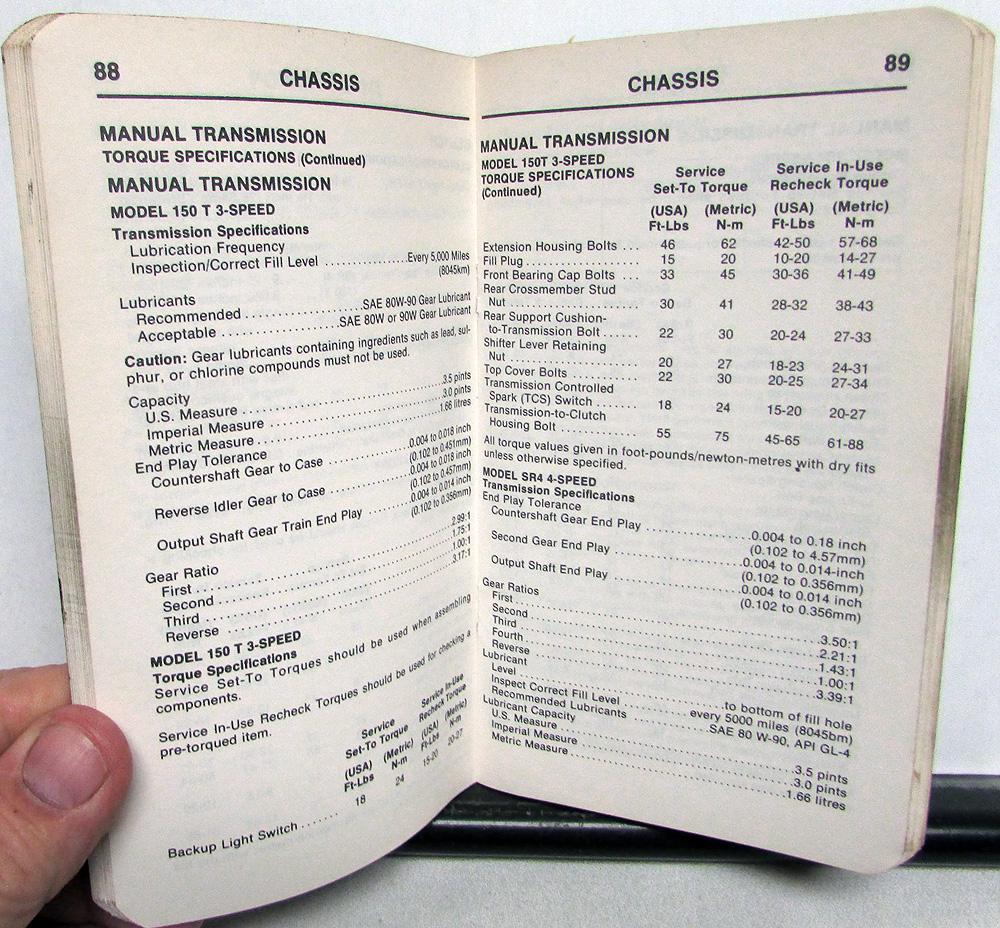 88
CHASSIS
MANUAL TRANSMISSION
TORQUE SPECIFICATIONS (Continued)
MANUAL TRANSMISSION
MODEL 150 T 3-SPEED
Transmission Specifications
Lubrication Frequency
Inspection/Correct Fill Level ............... Every 5,000 Miles
(8045km)
Lubricants
Recommended ............... SAE 80W-90 Gear Lubricant
Acceptable ............... SAE 80W or 90W Gear Lubricant
Caution: Gear lubricants containing ingredients such as lead, sul-
phur, or chlorine compounds must not be used.
Capacity
U.S. Measure ............... 3.5 pints
Imperial Measure ............... 3.0 pints
Metric Measure ............... 1.66 litres
End Play Tolerance
Countershaft Gear to Case ............... 0.004 to 0.018 inch
(0.102 to 0.451mm)
Reverse Idler Gear to Case ............... 0.004 to 0.018 inch
(0.102 to 0.457mm)
Output Shaft Gear Train End Play ............... 0.004 to 0.014 inch
(0.102 to 0.356mm)
Gear Ratio
First ............... 2.99:1
Second ............... 1.75:1
Third ............... 1.00:1
Reverse ............... 3.17:1
MODEL 150 T 3-SPEED
Torque Specifications
Service Set-To Torques should be used when assembling
components.
Service In-Use Recheck Torques should be used for checking a
pre-torqued item.
Service Set-To Torque Service In-Use Recheck Torque
(USA) Ft-Lbs (Metric) N-m (USA) Ft-Lbs (Metric) N-m
Backup Light Switch ....... 18 24 15-20 20-27
89
CHASSIS
MANUAL TRANSMISSION
MODEL 150T 3-SPEED
TORQUE SPECIFICATIONS
(Continued)
Service Service In-Use
Set-To Torque Recheck Torque
(USA) (Metric) (USA) (Metric)
Ft-Lbs N-m Ft-Lbs N-m
Extension Housing Bolts ... 46 62 42-50 57-68
Fill Plug ............... 15 20 10-20 14-27
Front Bearing Cap Bolts ... 33 45 30-36 41-49
Rear Crossmember Stud
Nut ............... 30 41 28-32 38-43
Rear Support Cushion-
to-Transmission Bolt ...... 22 30 20-24 27-33
Shifter Lever Retaining
Nut ............... 20 27 18-23 24-31
Top Cover Bolts ............... 22 30 20-25 27-34
Transmission Controlled
Spark (TCS) Switch ....... 18 24 15-20 20-27
Transmission-to-Clutch
Housing Bolt ............... 55 75 45-65 61-88
All torque values given in foot-pounds/newton-metres with dry fits
unless otherwise specified.
MODEL SR4 4-SPEED
Transmission Specifications
End Play Tolerance
Countershaft Gear End Play ............... 0.004 to 0.18 inch
(0.102 to 4.57mm)
Second Gear End Play ............... 0.004 to 0.014-inch
(0.102 to 0.356mm)
Output Shaft End Play ............... 0.004 to 0.014 inch
(0.102 to 0.356mm)
Gear Ratios
First ............... 3.50:1
Second ............... 2.21:1
Third ............... 1.43:1
Fourth ............... 1.00:1
Reverse ............... 3.39:1
Lubricant
Level ............... to bottom of fill hole
Inspect Correct Fill Level ............... every 5000 miles (8045bm)
Recommended Lubricants ............... SAE 80 W-90, API GL-4
Lubricant Capacity
U.S. Measure ............... 3.5 pints
Imperial Measure ............... 3.0 pints
Metric Measure ............... 1.66 litres